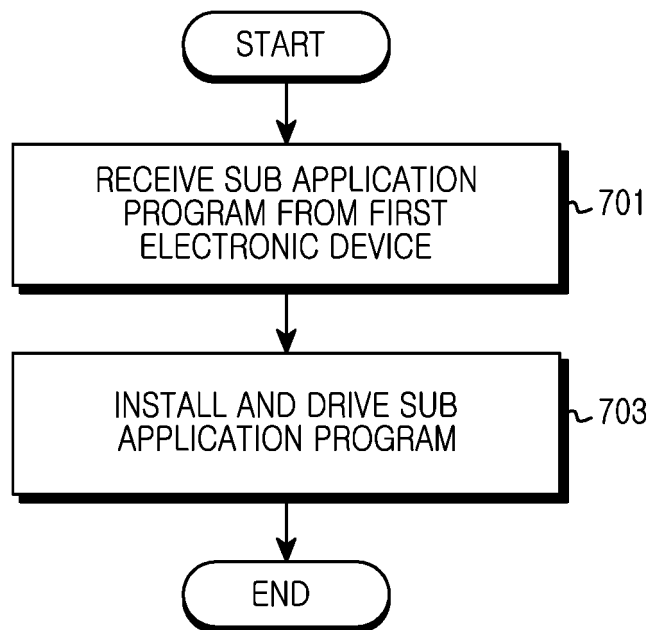 START
RECEIVE SUB APPLICATION
PROGRAM FROM FIRST
ELECTRONIC DEVICE
701
INSTALL AND DRIVE SUB
APPLICATION PROGRAM
703
END